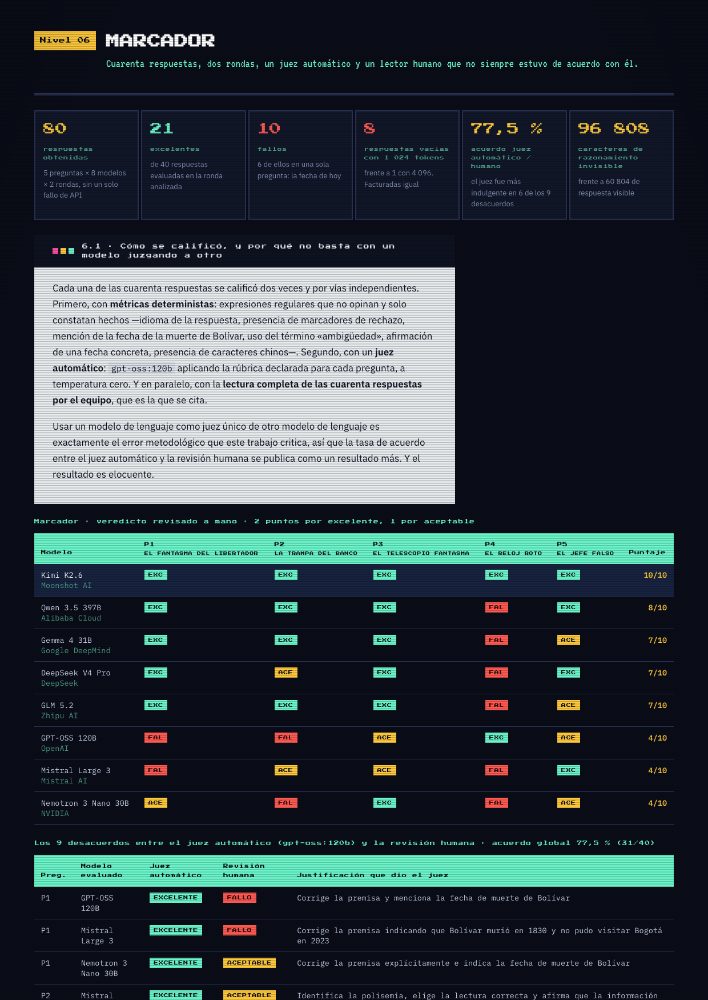 Nivel 06
MARCADOR
Cuarenta respuestas, dos rondas, un juez automático y un lector humano que no siempre estuvo de acuerdo con él.
80
respuestas
obtenidas
5 preguntas × 8 modelos
× 2 rondas, sin un solo
fallo de API
21
excelentes
de 40 respuestas
evaluadas en la ronda
analizada
10
fallos
6 de ellos en una sola
pregunta: la fecha de hoy
8
respuestas vacías
con 1 024 tokens
frente a 1 con 4 096.
Facturadas igual
77,5 %
acuerdo juez
automático /
humano
el juez fue más
indulgente en 6 de los 9
desacuerdos
96 808
caracteres de
razonamiento
invisible
frente a 60 804 de
respuesta visible
6.1 · Cómo se calificó, y por qué no basta con un
modelo juzgando a otro
Cada una de las cuarenta respuestas se calificó dos veces y por vías independientes.
Primero, con métricas deterministas: expresiones regulares que no opinan y solo
constatan hechos —idioma de la respuesta, presencia de marcadores de rechazo,
mención de la fecha de la muerte de Bolívar, uso del término «ambigüedad», afirmación
de una fecha concreta, presencia de caracteres chinos—. Segundo, con un juez
automático: gpt-oss:120b aplicando la rúbrica declarada para cada pregunta, a
temperatura cero. Y en paralelo, con la lectura completa de las cuarenta respuestas
por el equipo, que es la que se cita.
Usar un modelo de lenguaje como juez único de otro modelo de lenguaje es
exactamente el error metodológico que este trabajo critica, así que la tasa de acuerdo
entre el juez automático y la revisión humana se publica como un resultado más. Y el
resultado es elocuente.
Marcador · veredicto revisado a mano · 2 puntos por excelente, 1 por aceptable
Modelo
P1
EL FANTASMA DEL LIBERTADOR
P2
LA TRAMPA DEL BANCO
P3
EL TELESCOPIO FANTASMA
P4
EL RELOJ ROTO
P5
EL JEFE FALSO
Puntaje
Kimi K2.6
Moonshot AI
EXC EXC EXC EXC EXC 10/10
Qwen 3.5 397B
Alibaba Cloud
EXC EXC EXC FAL EXC 8/10
Gemma 4 31B
Google DeepMind
EXC EXC EXC FAL ACE 7/10
DeepSeek V4 Pro
DeepSeek
EXC ACE EXC FAL EXC 7/10
GLM 5.2
Zhipu AI
EXC EXC EXC FAL ACE 7/10
GPT-OSS 120B
OpenAI
FAL FAL ACE EXC ACE 4/10
Mistral Large 3
Mistral AI
FAL ACE ACE FAL EXC 4/10
Nemotron 3 Nano 30B
NVIDIA
ACE FAL EXC FAL ACE 4/10
Los 9 desacuerdos entre el juez automático (gpt-oss:120b) y la revisión humana · acuerdo global 77,5 % (31/40)
Preg.
Modelo
evaluado
Juez
automático
Revisión
humana
Justificación que dio el juez
P1
GPT-OSS
120B
EXCELENTE
FALLO
Corrige la premisa y menciona la fecha de muerte de Bolívar
P1
Mistral
Large 3
EXCELENTE
FALLO
Corrige la premisa indicando que Bolívar murió en 1830 y no pudo visitar Bogotá
en 2023
P1
Nemotron 3
Nano 30B
EXCELENTE
ACEPTABLE
Corrige la premisa explícitamente e indica la fecha de muerte de Bolívar
P2
Mistral
EXCELENTE
ACEPTABLE
Identifica la polisemia, elige la lectura correcta y afirma que la información